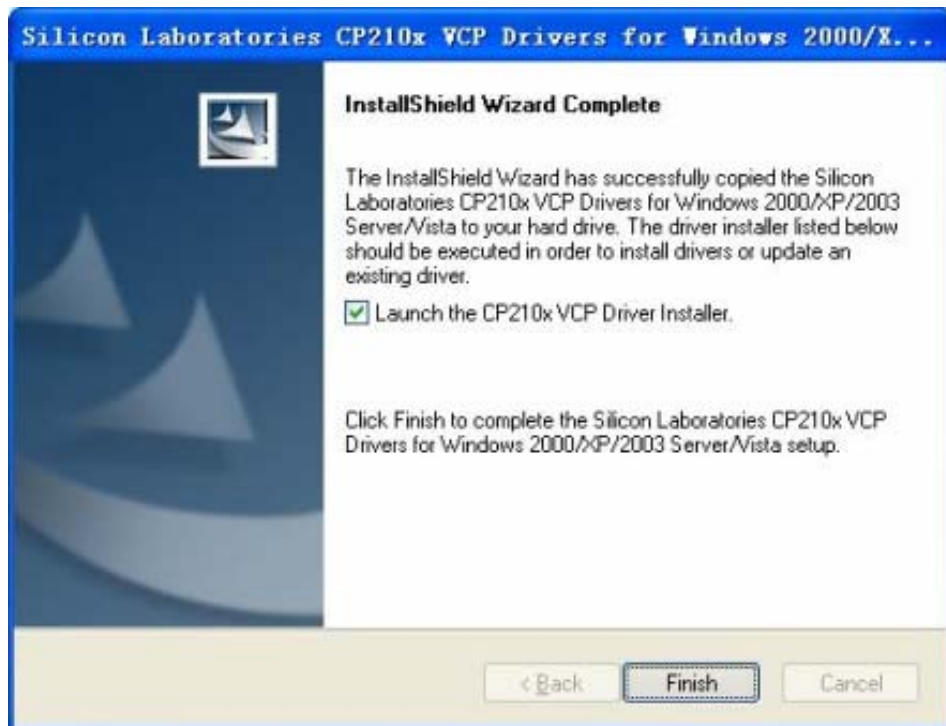 Silicon Laboratories CP210x VCP Drivers for Windows 2000/X...
InstallShield Wizard Complete
The InstallShield Wizard has successfully copied the Silicon
Laboratories CP210x VCP Drivers for Windows 2000/XP/2003
Server/Vista to your hard drive. The driver installer listed below
should be executed in order to install drivers or update an
existing driver.
Launch the CP210x VCP Driver Installer.
Click Finish to complete the Silicon Laboratories CP210x VCP
Drivers for Windows 2000/XP/2003 Server/Vista setup.
< Back Finish Cancel